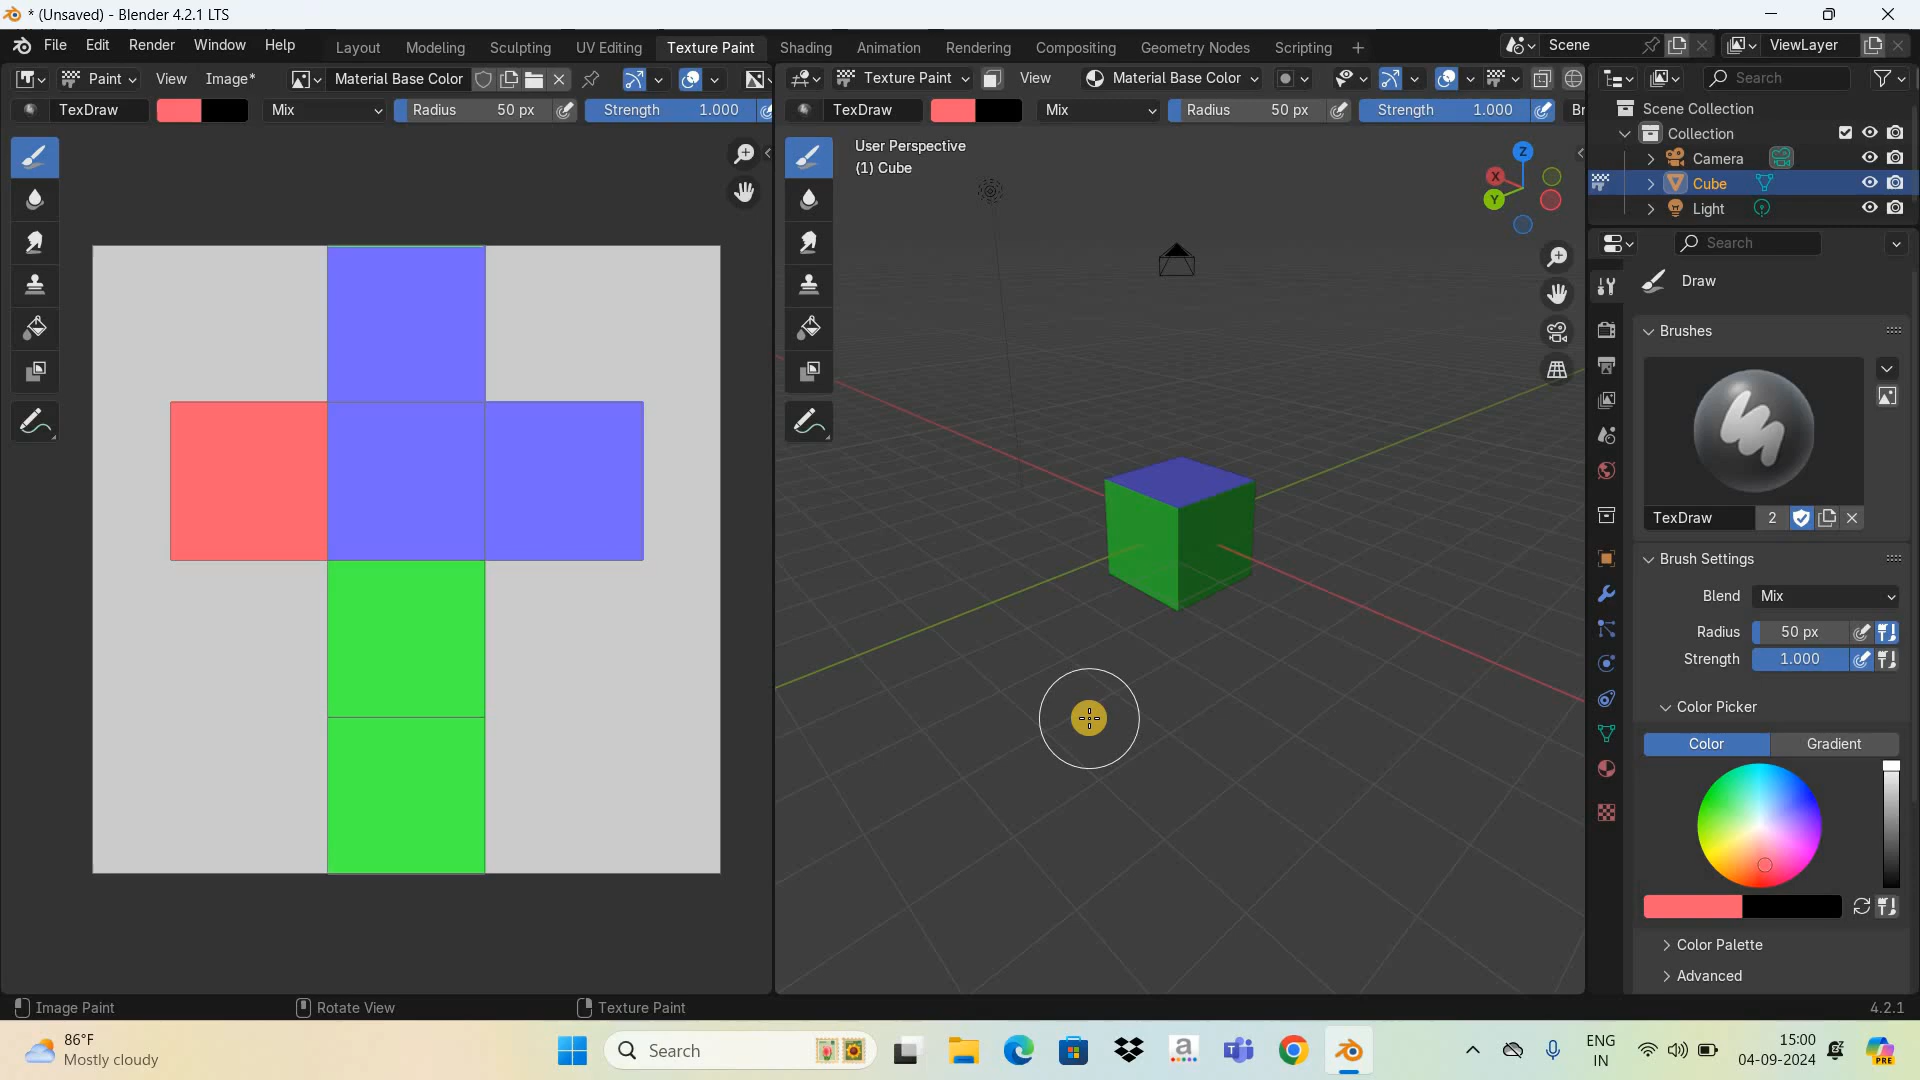 * (Unsaved) - Blender 4.2.1 LTS
File Edit Render Window Help Layout Modeling Sculpting UV Editing Texture Paint Shading Animation Rendering Compositing Geometry Nodes Scripting + Scene ViewLayer
Paint View Image* Material Base Color Texture Paint View Material Base Color Search
TexDraw Mix Radius 50 px Strength 1.000 TexDraw Mix Radius 50 px Strength 1.000 Br
Scene Collection
Collection
Camera
Cube
Light
User Perspective
(1) Cube
Z
X
Y
Search
Draw
Brushes
TexDraw 2
Brush Settings
Blend Mix
Radius 50 px
Strength 1.000
Color Picker
Color Gradient
Color Palette
Advanced
Image Paint Rotate View Texture Paint 4.2.1
86°F
Mostly cloudy
Search
a
ENG
IN
15:00
04-09-2024
PRE